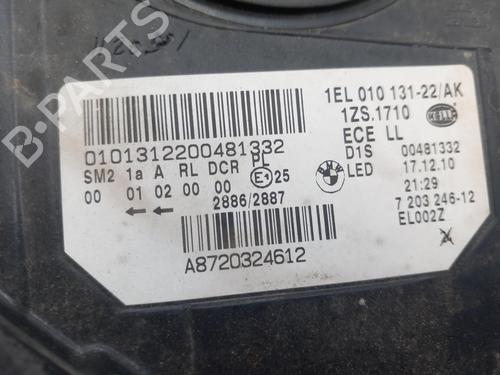 B-PARTS
1EL 010 131-22/AK
1ZS.1710
HELLA
ECE LL
0101312200481332
D1S 00481332
PL
SM2 1a A RL DCR
E1 25
LED 17.12.10
00 01 02 00 00
21:29
2886/2887
7 203 246-12
EL002Z
A8720324612